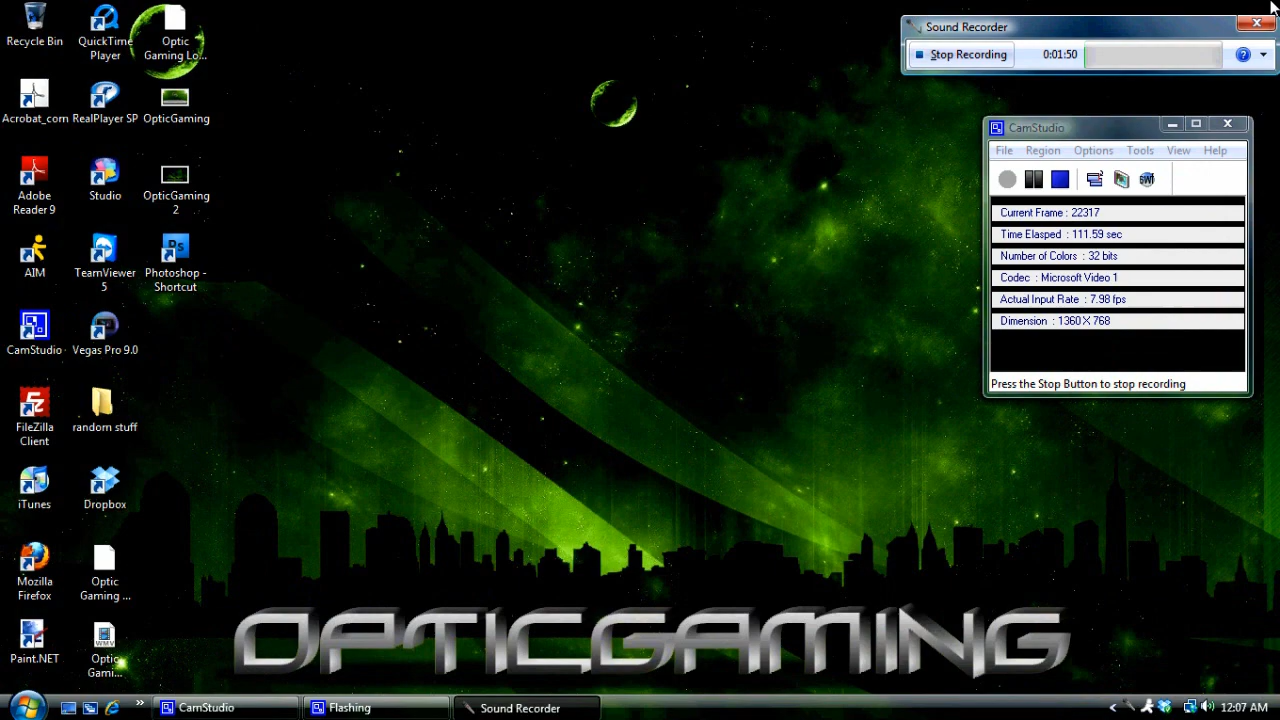 Recycle Bin
QuickTime Player
Optic Gaming Lo...
Acrobat_com
RealPlayer SP
OpticGaming
Adobe Reader 9
Studio
OpticGaming 2
AIM
TeamViewer 5
Photoshop - Shortcut
Ps
CamStudio
Vegas Pro 9.0
FileZilla Client
random stuff
iTunes
Dropbox
Mozilla Firefox
Optic Gaming ...
Paint.NET
WMV
Optic Gami...
Sound Recorder
Stop Recording
0:01:50
CamStudio
File Region Options Tools View Help
SWF
Current Frame : 22317
Time Elasped : 111.59 sec
Number of Colors : 32 bits
Codec : Microsoft Video 1
Actual Input Rate : 7.98 fps
Dimension : 1360 X 768
Press the Stop Button to stop recording
OPTICGAMING
CamStudio
Flashing
Sound Recorder
12:07 AM